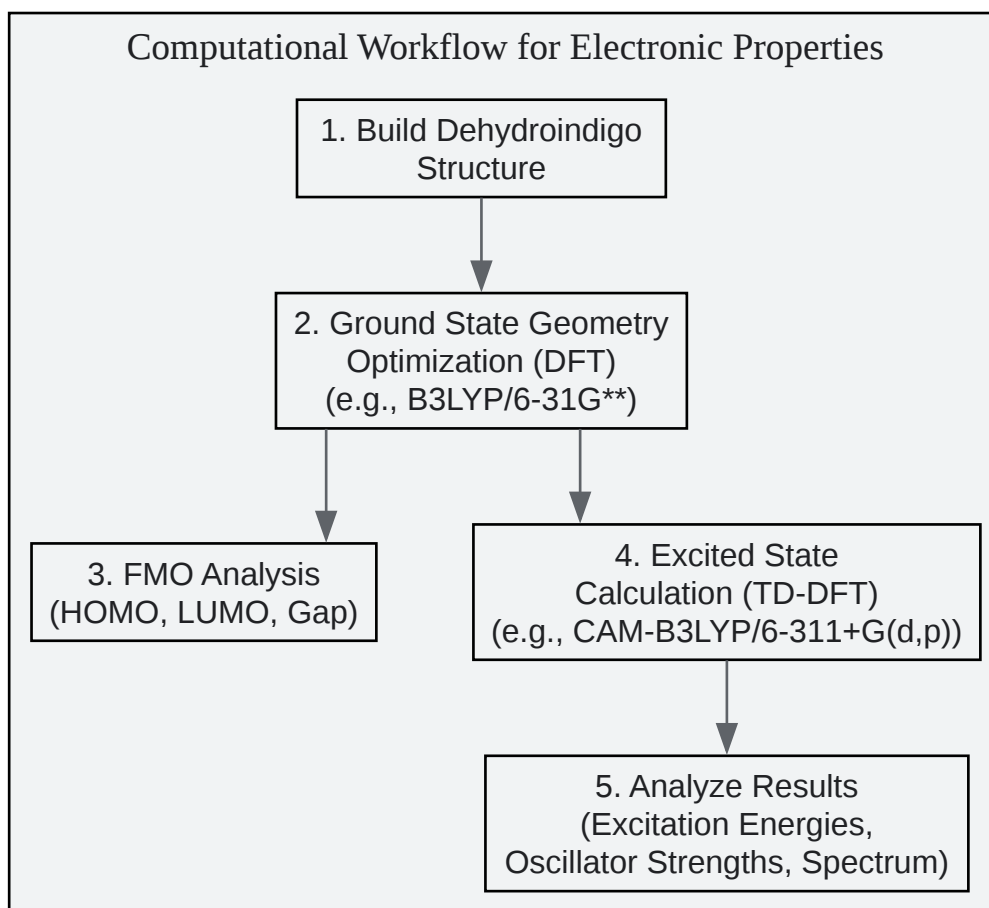 Computational Workflow for Electronic Properties
1. Build Dehydroindigo
Structure
2. Ground State Geometry
Optimization (DFT)
(e.g., B3LYP/6-31G**)
3. FMO Analysis
(HOMO, LUMO, Gap)
4. Excited State
Calculation (TD-DFT)
(e.g., CAM-B3LYP/6-311+G(d,p))
5. Analyze Results
(Excitation Energies,
Oscillator Strengths, Spectrum)